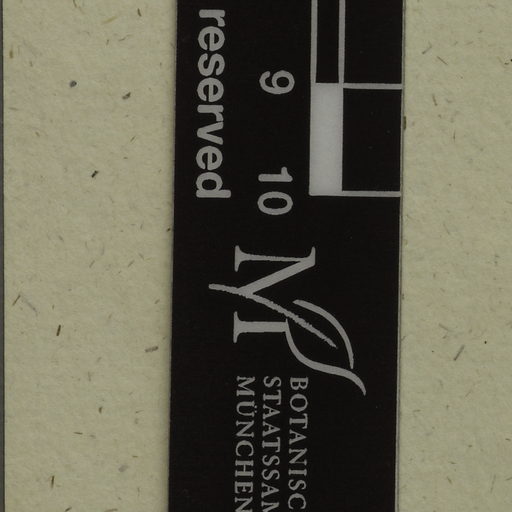 reserved
9 10
M
BOTANISC
STAATSSAM
MÜNCHEN